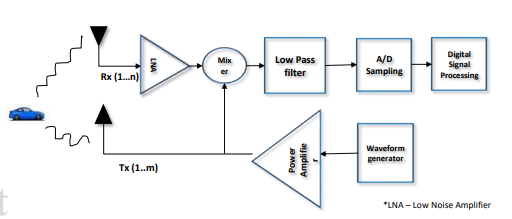 Rx (1...n)
LNA
Mix
er
Low Pass
filter
A/D
Sampling
Digital
Signal
Processing
Tx (1..m)
Power
Amplifie
r
Waveform
generator
*LNA – Low Noise Amplifier
t